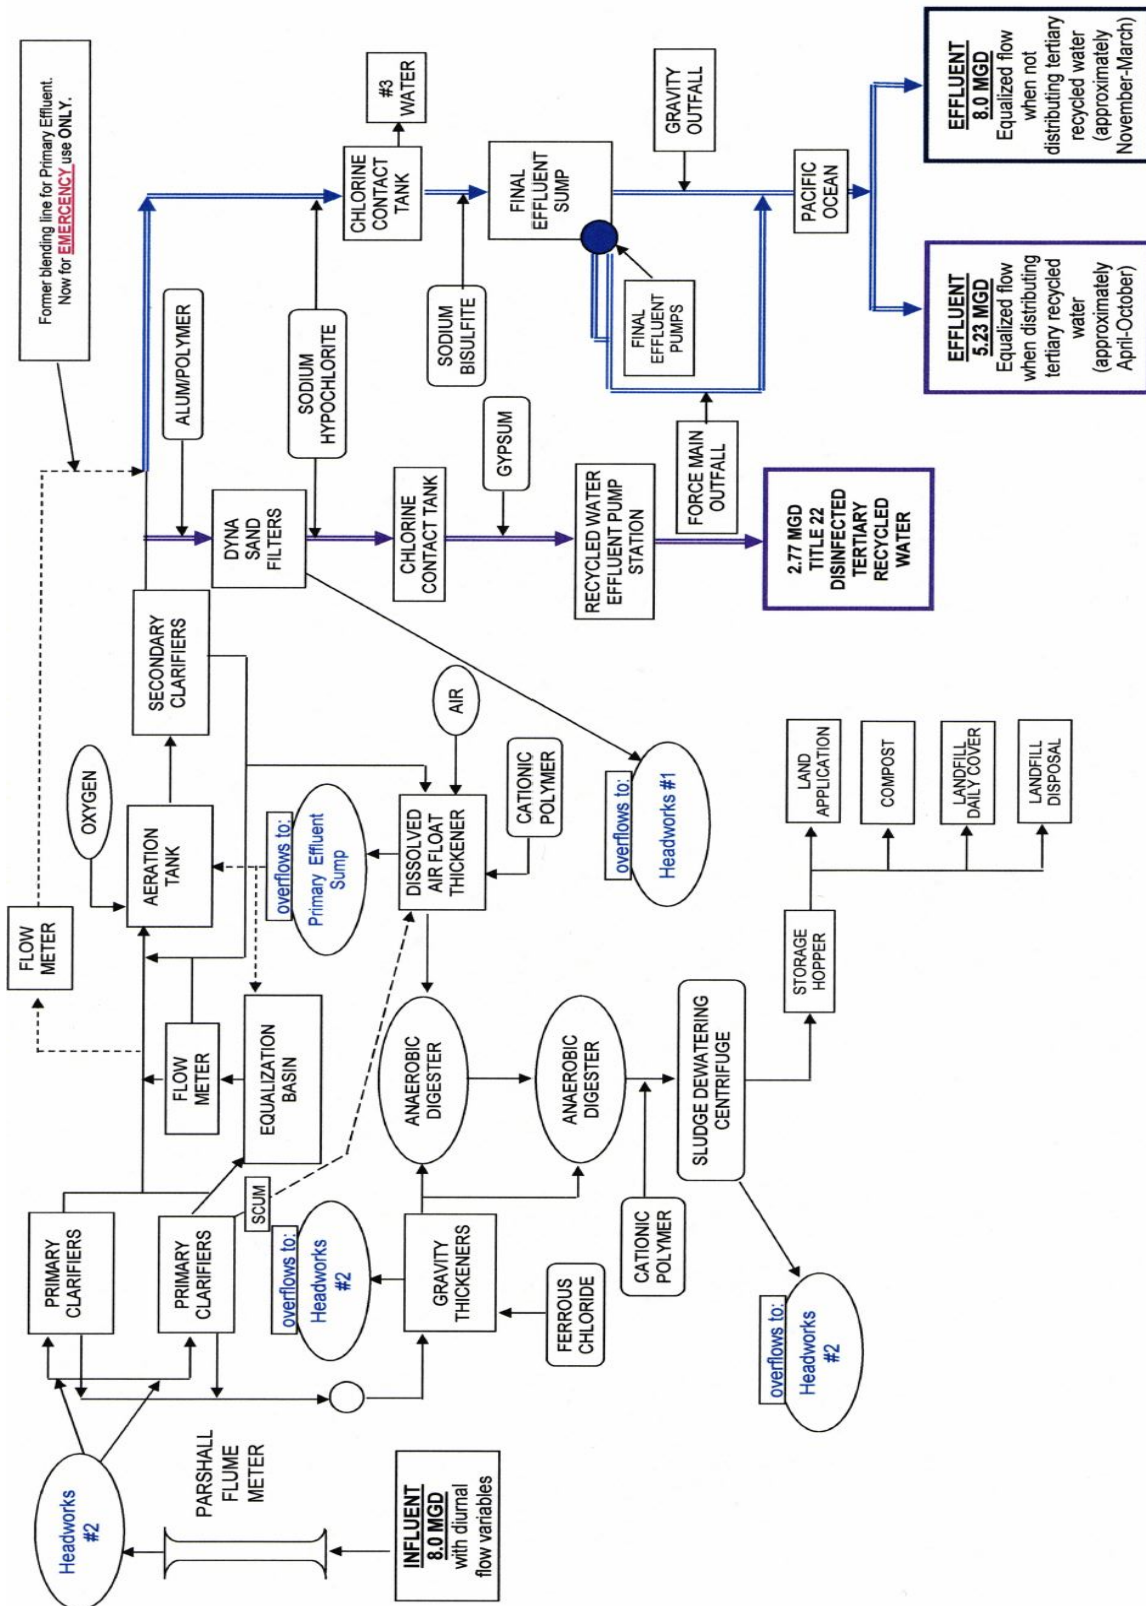 Former blending line for Primary Effluent.
Now for EMERCENCY use ONLY.
FLOW
METER
Headworks
#2
PRIMARY
CLARIFIERS
OXYGEN
AERATION
TANK
SECONDARY
CLARIFIERS
ALUM/POLYMER
PARSHALL
FLUME
METER
PRIMARY
CLARIFIERS
FLOW
METER
EQUALIZATION
BASIN
SCUM
DYNA
SAND
FILTERS
SODIUM
HYPOCHLORITE
CHLORINE
CONTACT
TANK
#3
WATER
overflows to:
Headworks
#2
overflows to:
Primary Effluent
Sump
INFLUENT
8.0 MGD
with diurnal
flow variables
GRAVITY
THICKENERS
ANAEROBIC
DIGESTER
DISSOLVED
AIR FLOAT
THICKENER
AIR
CHLORINE
CONTACT TANK
SODIUM
BISULFITE
FERROUS
CHLORIDE
ANAEROBIC
DIGESTER
CATIONIC
POLYMER
GYPSUM
FINAL
EFFLUENT
SUMP
CATIONIC
POLYMER
SLUDGE DEWATERING
CENTRIFUGE
overflows to:
Headworks #1
RECYCLED WATER
EFFLUENT PUMP
STATION
FINAL
EFFLUENT
PUMPS
FORCE MAIN
OUTFALL
GRAVITY
OUTFALL
overflows to:
Headworks
#2
STORAGE
HOPPER
LAND
APPLICATION
COMPOST
LANDFILL
DAILY COVER
LANDFILL
DISPOSAL
2.77 MGD
TITLE 22
DISINFECTED
TERTIARY
RECYCLED
WATER
PACIFIC
OCEAN
EFFLUENT
5.23 MGD
Equalized flow
when distributing
tertiary recycled
water
(approximately
April-October)
EFFLUENT
8.0 MGD
Equalized flow
when not
distributing tertiary
recycled water
(approximately
November-March)